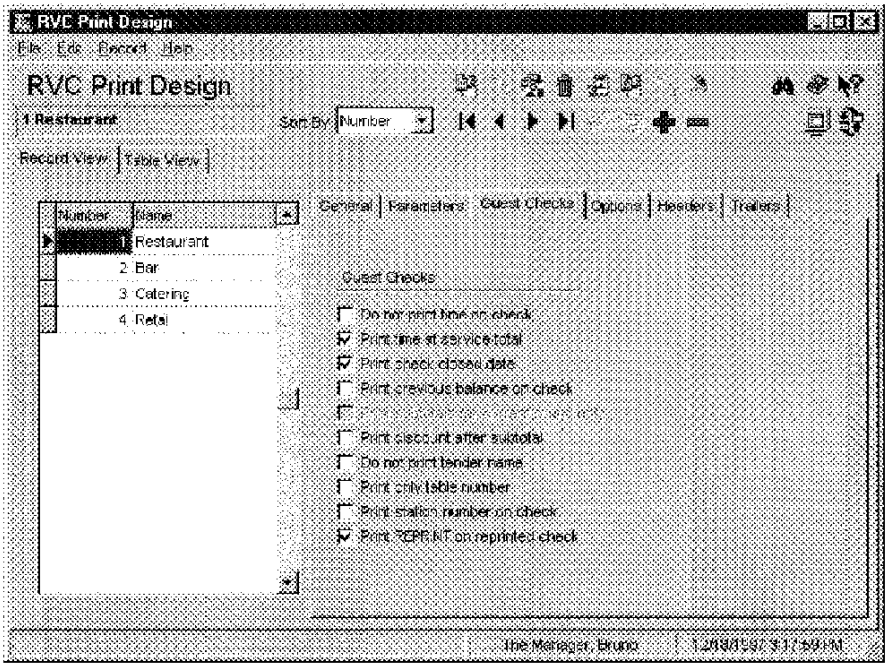 RVC Print Design
File Edit Record Help
RVC Print Design
1 Restaurant
Sort By Number
Record View Table View
General Parameters Guest Checks Options Headers Trailers
Number Name
1 Restaurant
2 Bar
3 Catering
4 Retail
Guest Checks
Do not print time on check
Print time at service total
Print check closed date
Print previous balance on check
Print discount after subtotal
Do not print tender name
Print only table number
Print station number on check
Print REPRINT on reprinted check
The Manager, Bruno